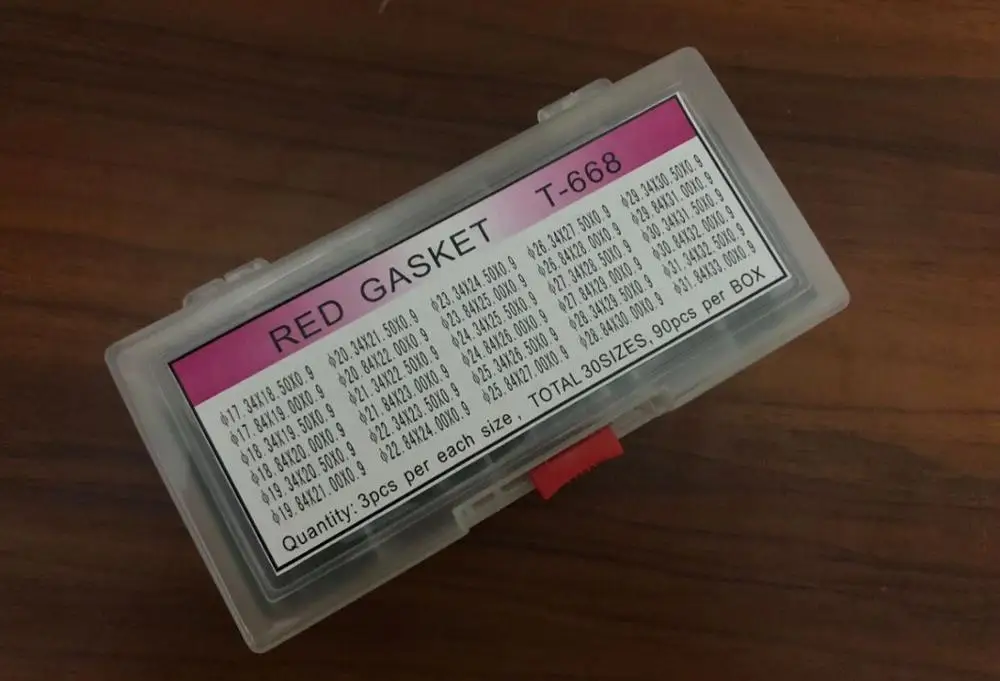 RED GASKET T-668
φ17.34X18.50X0.9
φ17.84X19.00X0.9
φ18.34X19.50X0.9
φ18.84X20.00X0.9
φ19.34X20.50X0.9
φ19.84X21.00X0.9
φ20.34X21.50X0.9
φ20.84X22.00X0.9
φ21.34X22.50X0.9
φ21.84X23.00X0.9
φ22.34X23.50X0.9
φ22.84X24.00X0.9
φ23.34X24.50X0.9
φ23.84X25.00X0.9
φ24.34X25.50X0.9
φ24.84X26.00X0.9
φ25.34X26.50X0.9
φ25.84X27.00X0.9
φ26.34X27.50X0.9
φ26.84X28.00X0.9
φ27.34X28.50X0.9
φ27.84X29.00X0.9
φ28.34X29.50X0.9
φ28.84X30.00X0.9
φ29.34X30.50X0.9
φ29.84X31.00X0.9
φ30.34X31.50X0.9
φ30.84X32.00X0.9
φ31.34X32.50X0.9
φ31.84X33.00X0.9
Quantity: 3pcs per each size, TOTAL 30SIZES, 90pcs per BOX